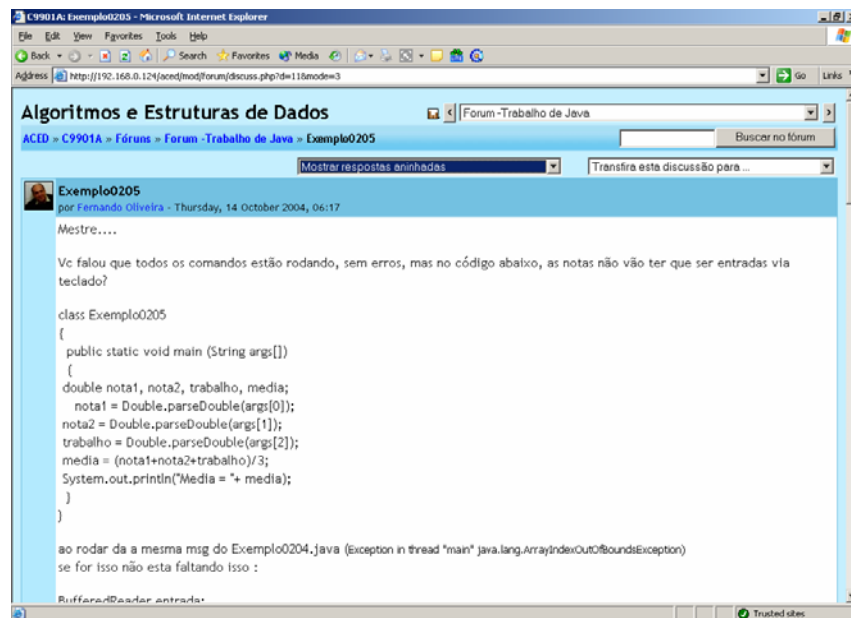 C9901A: Exemplo0205 - Microsoft Internet Explorer
File Edit View Favorites Tools Help
Back Search Favorites Media
Address http://192.168.0.124/aced/mod/forum/discuss.php?d=11&mode=3 Go Links
Algoritmos e Estruturas de Dados Forum -Trabalho de Java
ACED » C9901A » Fóruns » Forum -Trabalho de Java » Exemplo0205 Buscar no fórum
Mostrar respostas aninhadas Transfira esta discussão para ...
Exemplo0205
por Fernando Oliveira - Thursday, 14 October 2004, 06:17
Mestre....
Vc falou que todos os comandos estão rodando, sem erros, mas no código abaixo, as notas não vão ter que ser entradas via
teclado?
class Exemplo0205
{
public static void main (String args[])
{
double nota1, nota2, trabalho, media;
nota1 = Double.parseDouble(args[0]);
nota2 = Double.parseDouble(args[1]);
trabalho = Double.parseDouble(args[2]);
media = (nota1+nota2+trabalho)/3;
System.out.println("Media = "+ media);
}
}
ao rodar da a mesma msg do Exemplo0204.java (Exception in thread "main" java.lang.ArrayIndexOutOfBoundsException)
se for isso não esta faltando isso :
BufferedReader entrada;
Trusted sites